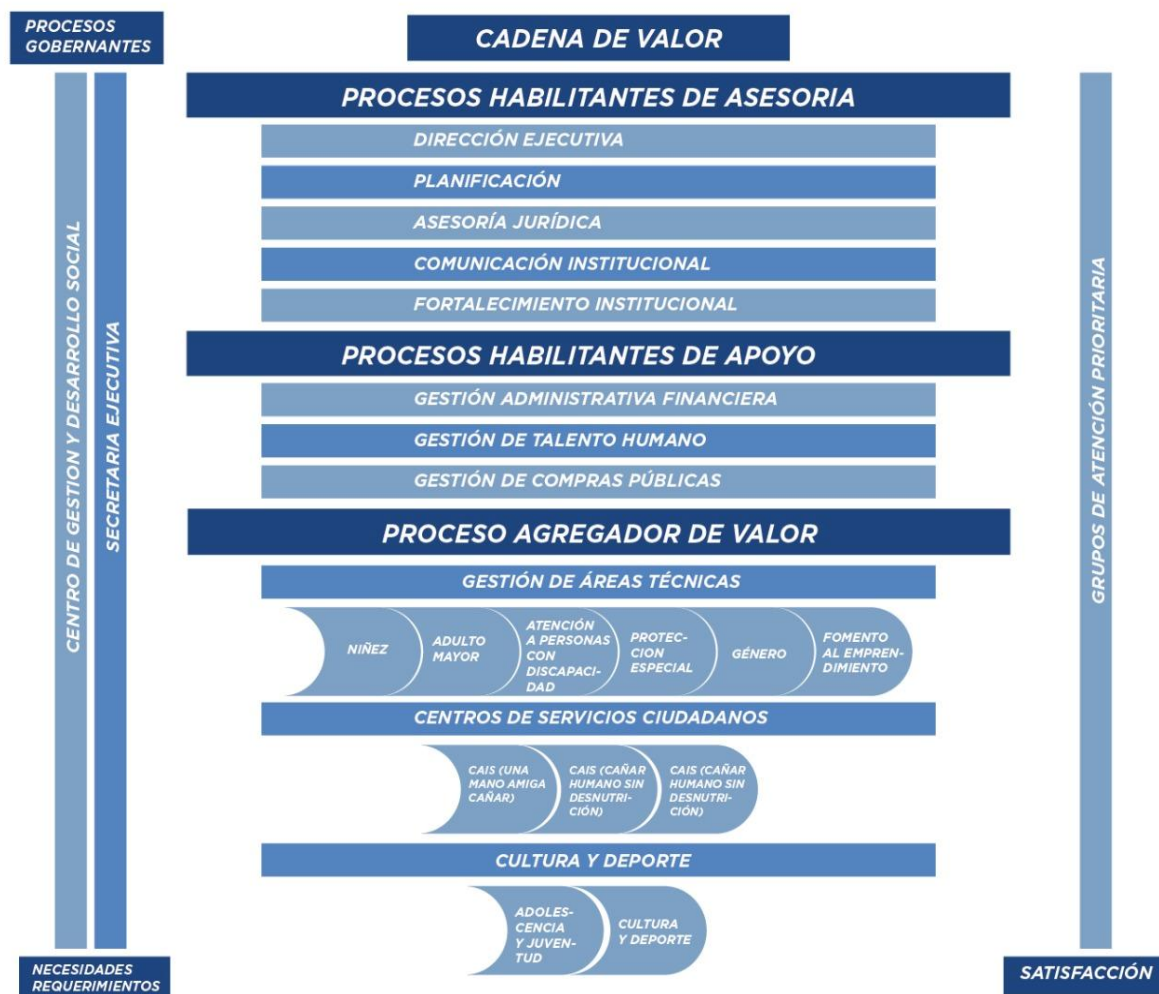 PROCESOS
GOBERNANTES
CADENA DE VALOR
CENTRO DE GESTION Y DESARROLLO SOCIAL
SECRETARIA EJECUTIVA
PROCESOS HABILITANTES DE ASESORIA
DIRECCIÓN EJECUTIVA
PLANIFICACIÓN
ASESORÍA JURÍDICA
COMUNICACIÓN INSTITUCIONAL
FORTALECIMIENTO INSTITUCIONAL
PROCESOS HABILITANTES DE APOYO
GESTIÓN ADMINISTRATIVA FINANCIERA
GESTIÓN DE TALENTO HUMANO
GESTIÓN DE COMPRAS PÚBLICAS
PROCESO AGREGADOR DE VALOR
GESTIÓN DE ÁREAS TÉCNICAS
NIÑEZ
ADULTO
MAYOR
ATENCIÓN
A PERSONAS
CON
DISCAPACI-
DAD
PROTEC-
CION
ESPECIAL
GÉNERO
FOMENTO
AL EMPREN-
DIMIENTO
CENTROS DE SERVICIOS CIUDADANOS
CAIS (UNA
MANO AMIGA
CAÑAR)
CAIS (CAÑAR
HUMANO SIN
DESNUTRI-
CIÓN)
CAIS (CAÑAR
HUMANO SIN
DESNUTRI-
CIÓN)
CULTURA Y DEPORTE
ADOLES-
CENCIA
Y JUVEN-
TUD
CULTURA
Y DEPORTE
GRUPOS DE ATENCIÓN PRIORITARIA
NECESIDADES
REQUERIMIENTOS
SATISFACCIÓN